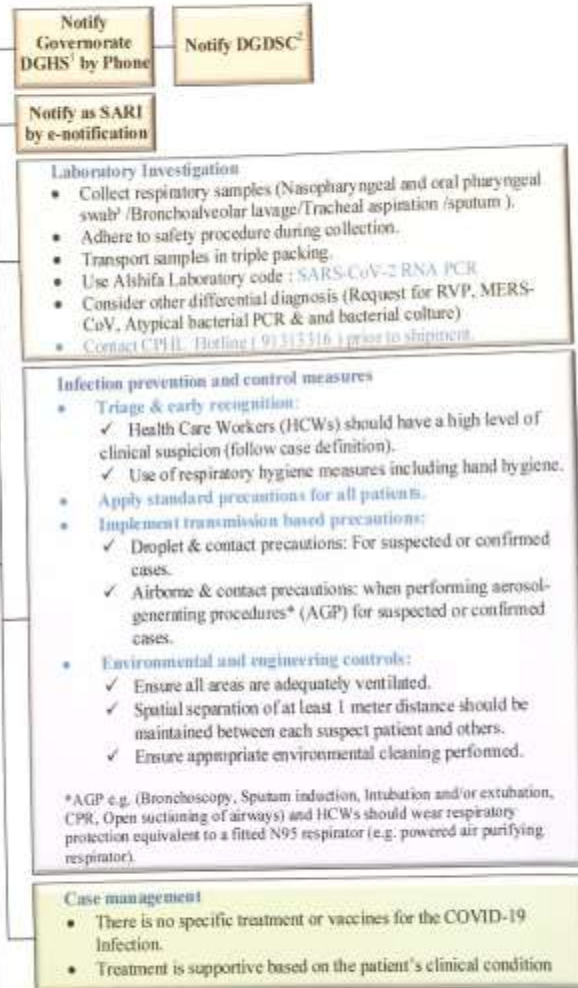 Notify
Governorate
DGHS¹ by Phone
Notify DGDSC²
Notify as SARI
by e-notification
Laboratory Investigation
• Collect respiratory samples (Nasopharyngeal and oral pharyngeal
swab³ /Bronchoalveolar lavage/Tracheal aspiration /sputum ).
• Adhere to safety procedure during collection.
• Transport samples in triple packing.
• Use Alshifa Laboratory code : SARS-CoV-2 RNA PCR
• Consider other differential diagnosis (Request for RVP, MERS-
CoV, Atypical bacterial PCR & and bacterial culture)
• Contact CPHL Hotline ( 91313316 ) prior to shipment.
Infection prevention and control measures
• Triage & early recognition:
✓ Health Care Workers (HCWs) should have a high level of
clinical suspicion (follow case definition).
✓ Use of respiratory hygiene measures including hand hygiene.
• Apply standard precautions for all patients.
• Implement transmission based precautions:
✓ Droplet & contact precautions: For suspected or confirmed
cases.
✓ Airborne & contact precautions: when performing aerosol-
generating procedures* (AGP) for suspected or confirmed
cases.
• Environmental and engineering controls:
✓ Ensure all areas are adequately ventilated.
✓ Spatial separation of at least 1 meter distance should be
maintained between each suspect patient and others.
✓ Ensure appropriate environmental cleaning performed.
*AGP e.g. (Bronchoscopy, Sputum induction, Intubation and/or extubation,
CPR, Open suctioning of airways) and HCWs should wear respiratory
protection equivalent to a fitted N95 respirator (e.g. powered air purifying
respirator).
Case management
• There is no specific treatment or vaccines for the COVID-19
Infection.
• Treatment is supportive based on the patient's clinical condition